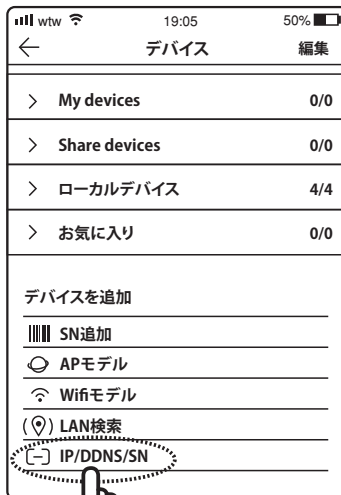 wtw 19:05 50%
デバイス 編集
My devices 0/0
Share devices 0/0
ローカルデバイス 4/4
お気に入り 0/0
デバイスを追加
SN追加
APモデル
Wifiモデル
LAN検索
IP/DDNS/SN